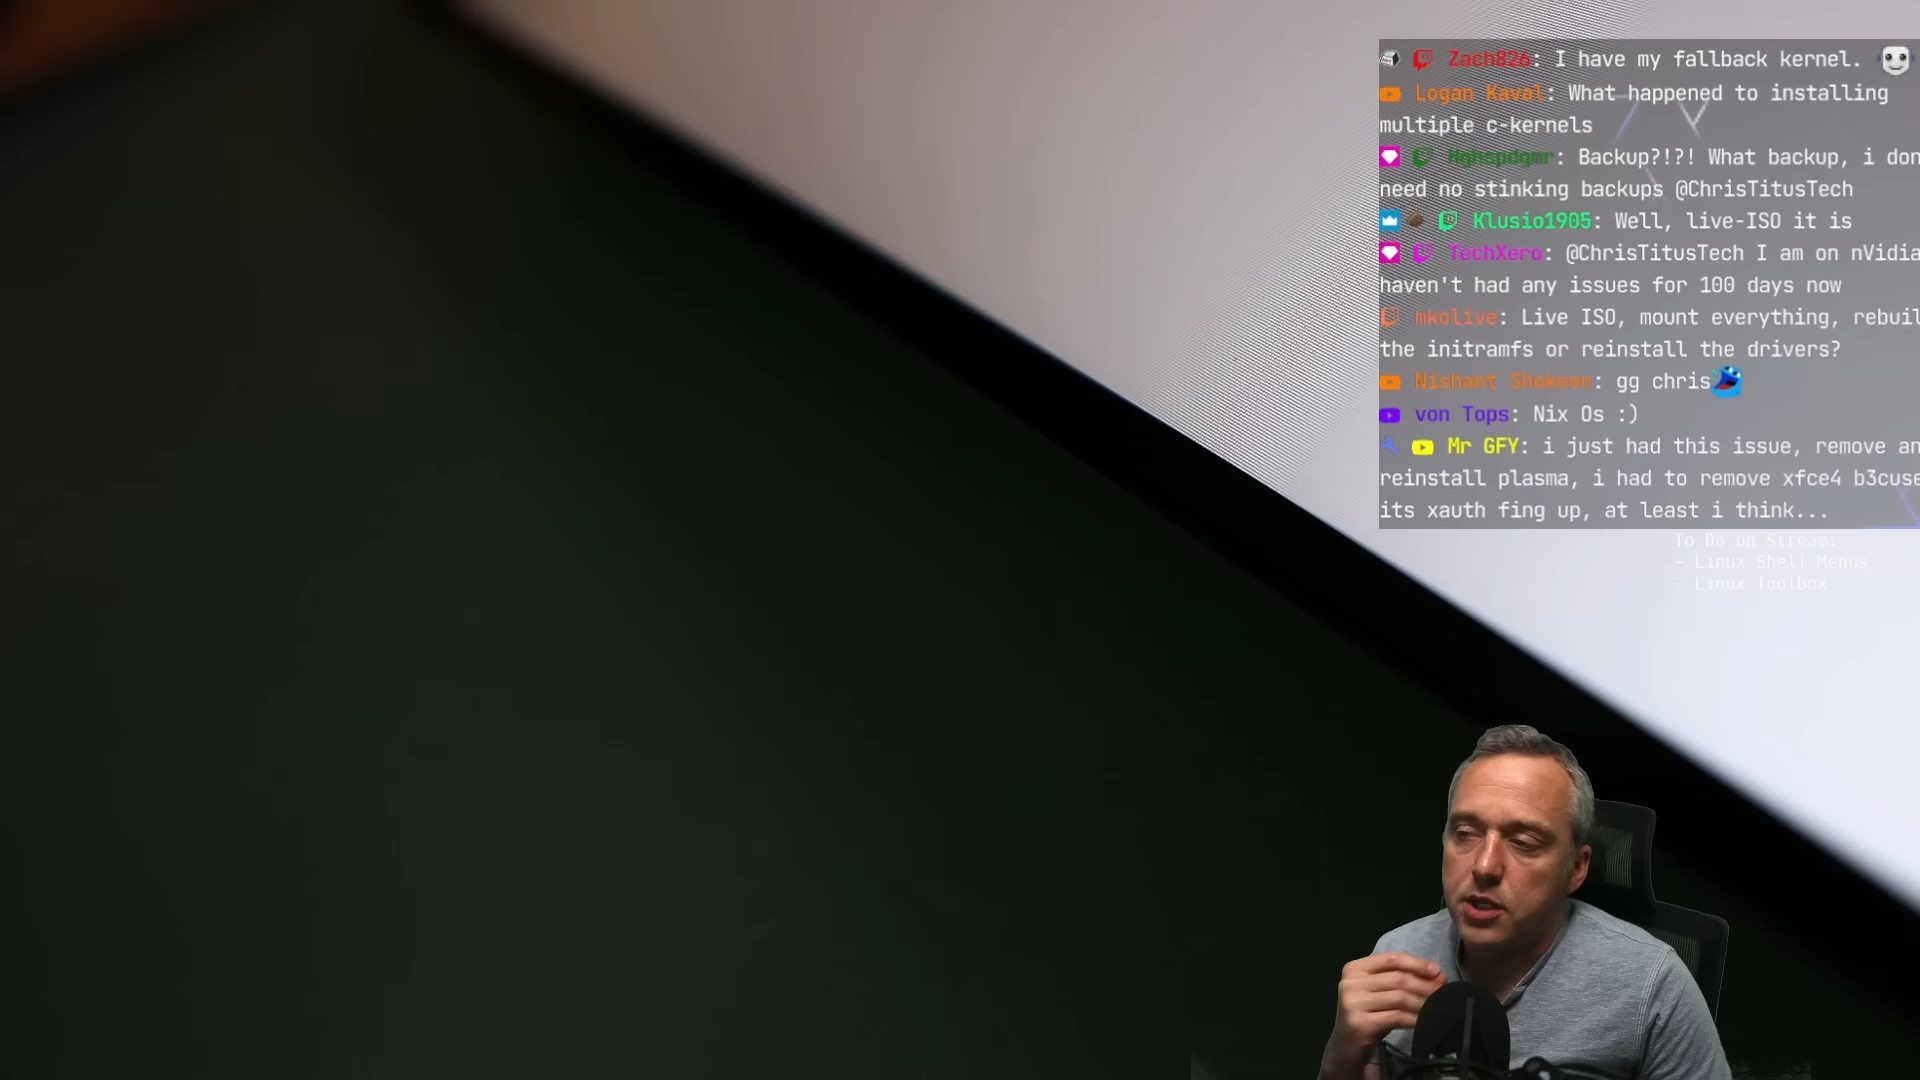 Zach826: I have my fallback kernel.
Logan Kaval: What happened to installing
multiple c-kernels
Hghspdgmr: Backup?!?! What backup, i don
need no stinking backups @ChrisTitusTech
Klusio1905: Well, live-ISO it is
TechXero: @ChrisTitusTech I am on nVidia
haven't had any issues for 100 days now
mkolive: Live ISO, mount everything, rebuil
the initramfs or reinstall the drivers?
Nishant Shokeen: gg chris
von Tops: Nix Os :)
Mr GFY: i just had this issue, remove an
reinstall plasma, i had to remove xfce4 b3cuse
its xauth fing up, at least i think...
To Do on Stream:
- Linux Shell Menus
- Linux Toolbox